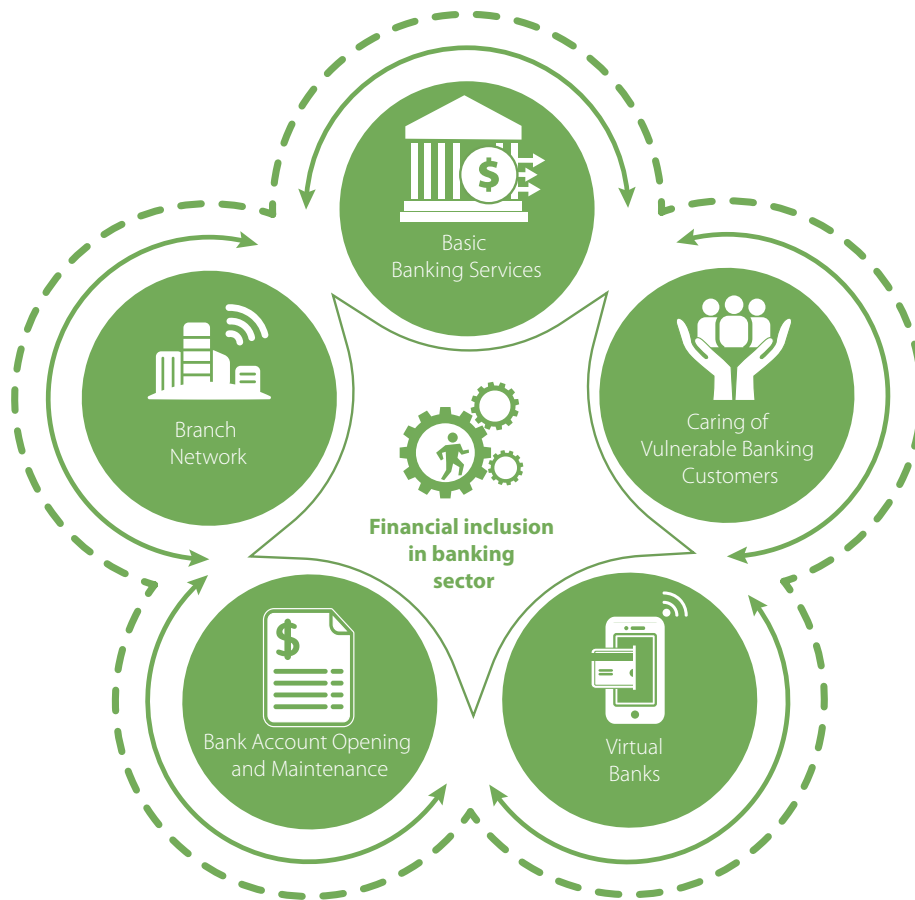 $
Basic
Banking Services
Caring of
Vulnerable Banking
Customers
Branch
Network
Financial inclusion
in banking
sector
$
Bank Account Opening
and Maintenance
Virtual
Banks